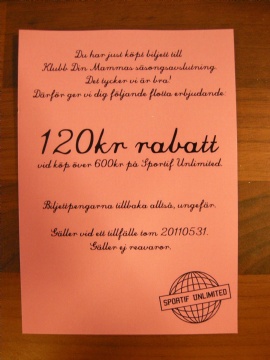 Du har just köpt biljett till
Klubb Din Mammas säsongsavslutning.
Det tycker vi är bra!
Därför ger vi dig följande flotta erbjudande:
120kr rabatt
vid köp över 600kr på Sportif Unlimited.
Biljettpengarna tillbaka alltså, ungefär.
Gäller vid ett tillfälle tom 20110531.
Gäller ej reavaror.
SPORTIF UNLIMITED